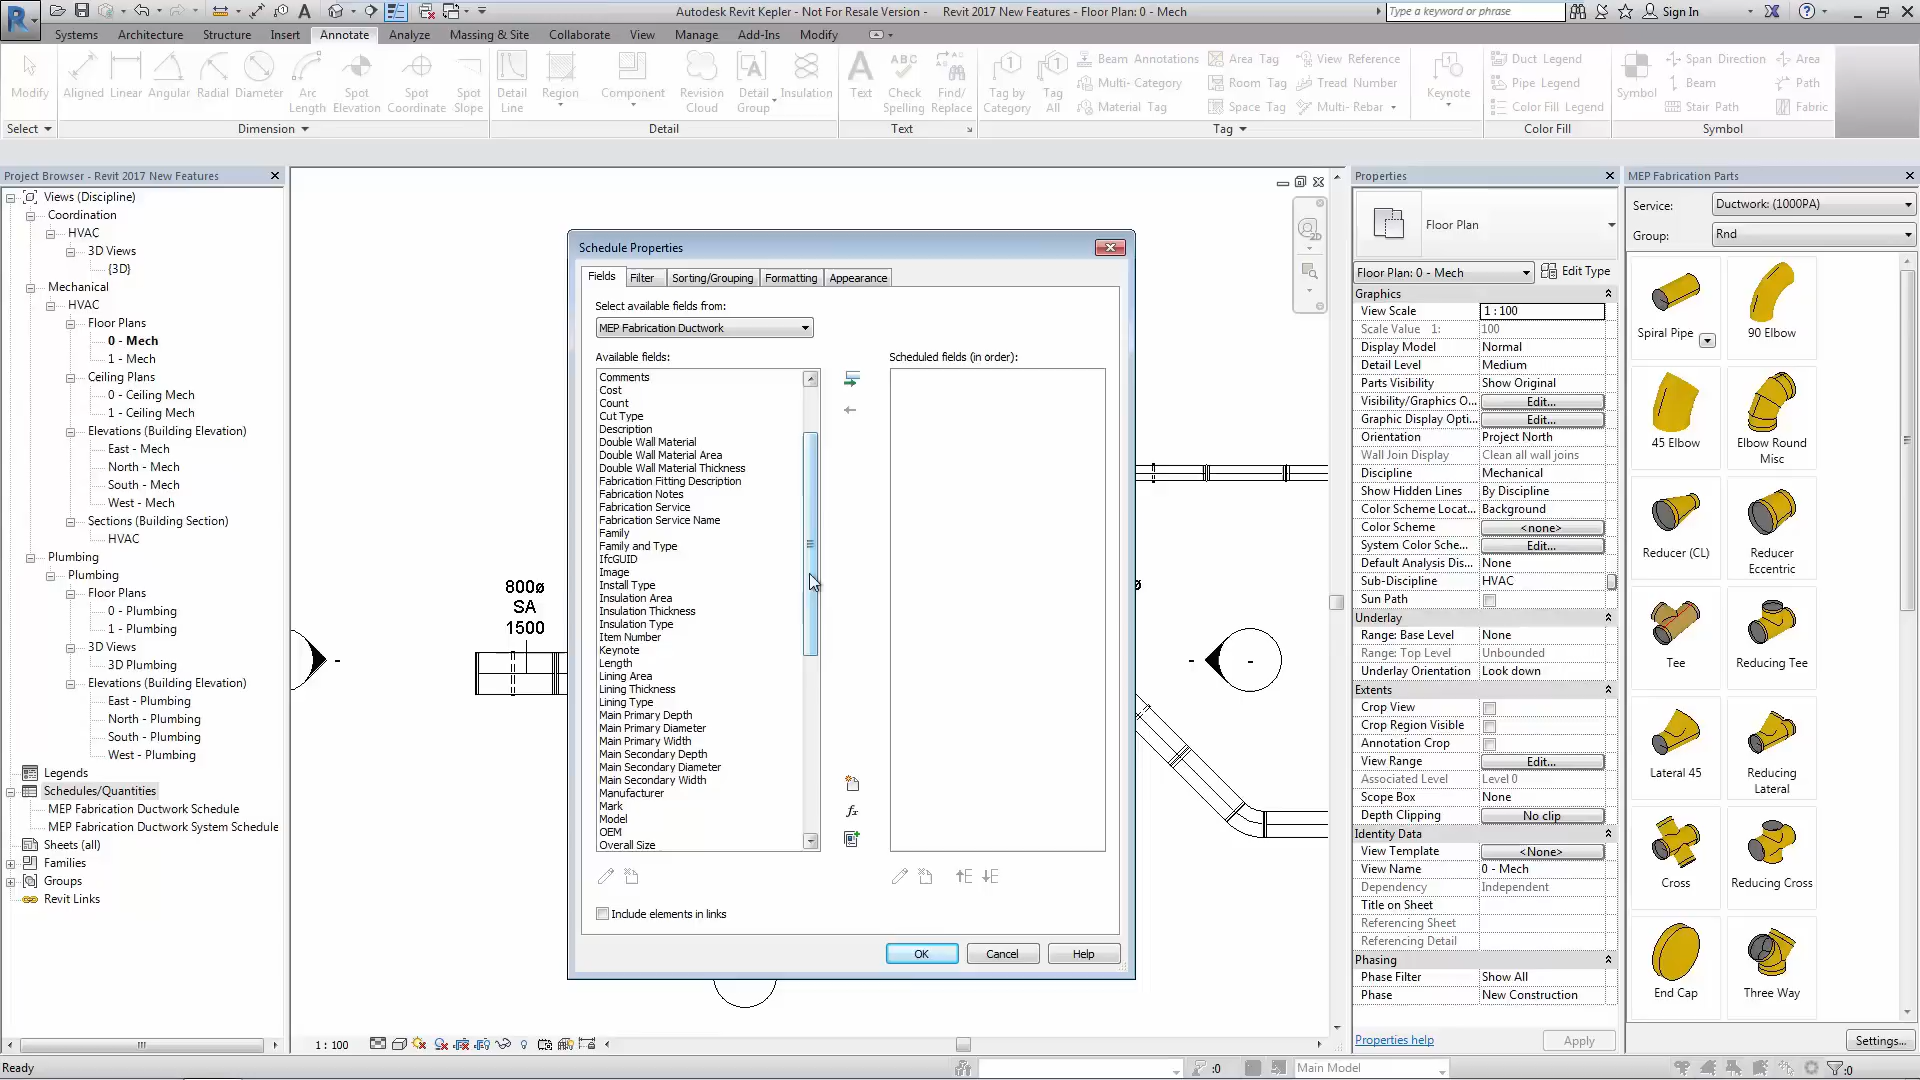 Autodesk Revit Kepler - Not For Resale Version - Revit 2017 New Features - Floor Plan: 0 - Mech
Type a keyword or phrase
Sign In
Systems Architecture Structure Insert Annotate Analyze Massing & Site Collaborate View Manage Add-Ins Modify
Modify
Aligned
Linear
Angular
Radial
Diameter
Arc
Length
Spot
Elevation
Spot
Coordinate
Spot
Slope
Detail
Line
Region
Component
Revision
Cloud
Detail
Group
Insulation
Text
Check
Spelling
Find/
Replace
Tag by
Category
Tag
All
Beam Annotations
Multi- Category
Material Tag
Area Tag
Room Tag
Space Tag
View Reference
Tread Number
Multi- Rebar
Keynote
Duct Legend
Pipe Legend
Color Fill Legend
Symbol
Span Direction
Beam
Stair Path
Area
Path
Fabric
Select
Dimension
Detail
Text
Tag
Color Fill
Symbol
Project Browser - Revit 2017 New Features
Views (Discipline)
Coordination
HVAC
3D Views
{3D}
Mechanical
HVAC
Floor Plans
0 - Mech
1 - Mech
Ceiling Plans
0 - Ceiling Mech
1 - Ceiling Mech
Elevations (Building Elevation)
East - Mech
North - Mech
South - Mech
West - Mech
Sections (Building Section)
HVAC
Plumbing
Plumbing
Floor Plans
0 - Plumbing
1 - Plumbing
3D Views
3D Plumbing
Elevations (Building Elevation)
East - Plumbing
North - Plumbing
South - Plumbing
West - Plumbing
Legends
Schedules/Quantities
MEP Fabrication Ductwork Schedule
MEP Fabrication Ductwork System Schedule
Sheets (all)
Families
Groups
Revit Links
800ø
SA
1500
2D
Schedule Properties
Fields Filter Sorting/Grouping Formatting Appearance
Select available fields from:
MEP Fabrication Ductwork
Available fields:
Comments
Cost
Count
Cut Type
Description
Double Wall Material
Double Wall Material Area
Double Wall Material Thickness
Fabrication Fitting Description
Fabrication Notes
Fabrication Service
Fabrication Service Name
Family
Family and Type
IfcGUID
Image
Install Type
Insulation Area
Insulation Thickness
Insulation Type
Item Number
Keynote
Length
Lining Area
Lining Thickness
Lining Type
Main Primary Depth
Main Primary Diameter
Main Primary Width
Main Secondary Depth
Main Secondary Diameter
Main Secondary Width
Manufacturer
Mark
Model
OEM
Overall Size
Scheduled fields (in order):
fx
Include elements in links
OK
Cancel
Help
Properties
Floor Plan
Floor Plan: 0 - Mech
Edit Type
Graphics
View Scale 1 : 100
Scale Value 1: 100
Display Model Normal
Detail Level Medium
Parts Visibility Show Original
Visibility/Graphics O... Edit...
Graphic Display Opti... Edit...
Orientation Project North
Wall Join Display Clean all wall joins
Discipline Mechanical
Show Hidden Lines By Discipline
Color Scheme Locat... Background
Color Scheme <none>
System Color Sche... Edit...
Default Analysis Dis... None
Sub-Discipline HVAC
Sun Path
Underlay
Range: Base Level None
Range: Top Level Unbounded
Underlay Orientation Look down
Extents
Crop View
Crop Region Visible
Annotation Crop
View Range Edit...
Associated Level Level 0
Scope Box None
Depth Clipping No clip
Identity Data
View Template <None>
View Name 0 - Mech
Dependency Independent
Title on Sheet
Referencing Sheet
Referencing Detail
Phasing
Phase Filter Show All
Phase New Construction
Properties help
Apply
MEP Fabrication Parts
Service: Ductwork: (1000PA)
Group: Rnd
Spiral Pipe
90 Elbow
45 Elbow
Elbow Round
Misc
Reducer (CL)
Reducer
Eccentric
Tee
Reducing Tee
Lateral 45
Reducing
Lateral
Cross
Reducing Cross
End Cap
Three Way
Settings...
1 : 100
Ready
:0
Main Model
:0